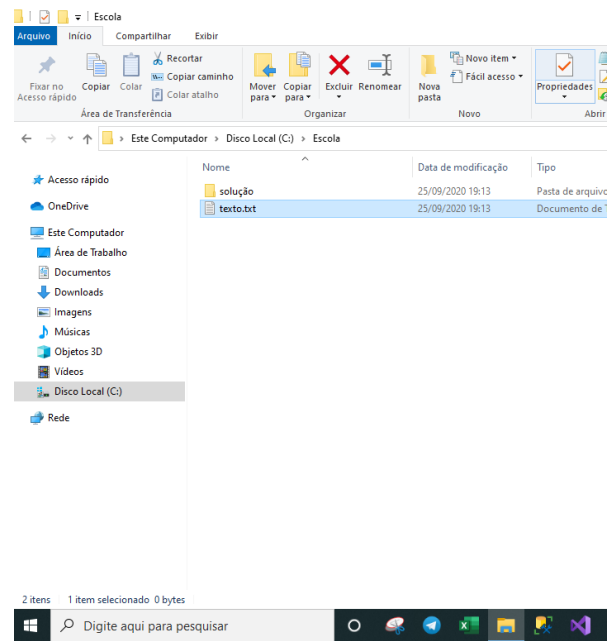 Escola
Arquivo Início Compartilhar Exibir
Fixar no Acesso rápido
Copiar
Colar
Recortar
Copiar caminho
Colar atalho
Área de Transferência
Mover para
Copiar para
Excluir
Renomear
Organizar
Nova pasta
Novo item
Fácil acesso
Novo
Propriedades
Abrir
Este Computador > Disco Local (C:) > Escola
Nome Data de modificação Tipo
solução 25/09/2020 19:13 Pasta de arquivo
texto.txt 25/09/2020 19:13 Documento de T
Acesso rápido
OneDrive
Este Computador
Área de Trabalho
Documentos
Downloads
Imagens
Músicas
Objetos 3D
Vídeos
Disco Local (C:)
Rede
2 itens 1 item selecionado 0 bytes
Digite aqui para pesquisar